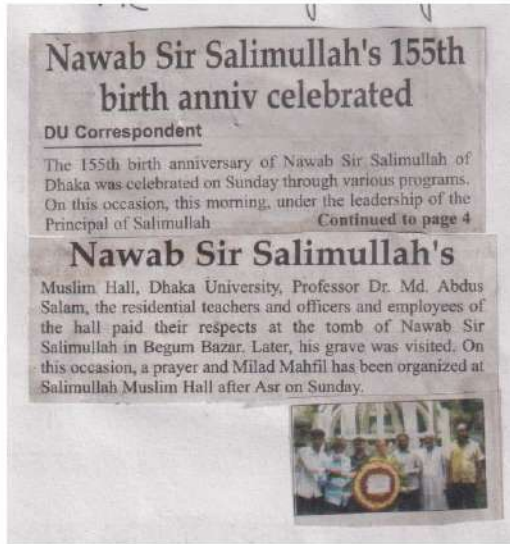 Nawab Sir Salimullah's 155th
birth anniv celebrated
DU Correspondent
The 155th birth anniversary of Nawab Sir Salimullah of
Dhaka was celebrated on Sunday through various programs.
On this occasion, this morning, under the leadership of the
Principal of Salimullah Continued to page 4
Nawab Sir Salimullah's
Muslim Hall, Dhaka University, Professor Dr. Md. Abdus
Salam, the residential teachers and officers and employees of
the hall paid their respects at the tomb of Nawab Sir
Salimullah in Begum Bazar. Later, his grave was visited. On
this occasion, a prayer and Milad Mahfil has been organized at
Salimullah Muslim Hall after Asr on Sunday.